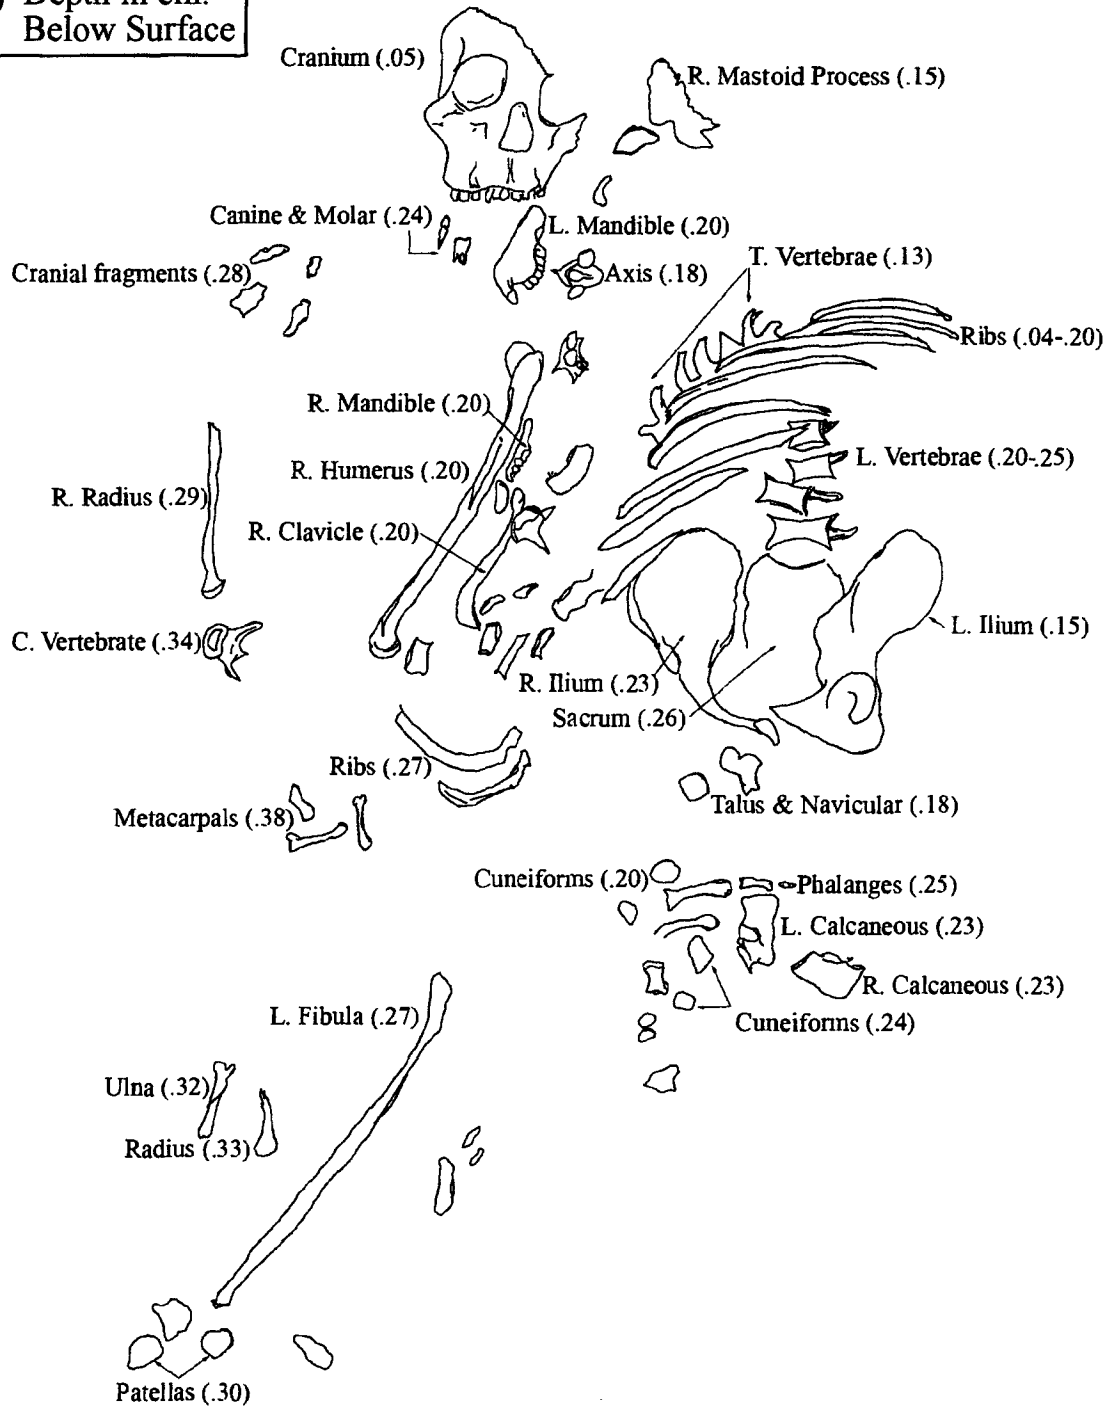 ) Depth in cm.
Below Surface
Cranium (.05)
R. Mastoid Process (.15)
Canine & Molar (.24)
L. Mandible (.20)
T. Vertebrae (.13)
Cranial fragments (.28)
Axis (.18)
Ribs (.04-.20)
R. Mandible (.20)
L. Vertebrae (.20-.25)
R. Humerus (.20)
R. Radius (.29)
R. Clavicle (.20)
L. Ilium (.15)
C. Vertebrate (.34)
R. Ilium (.23)
Sacrum (.26)
Ribs (.27)
Talus & Navicular (.18)
Metacarpals (.38)
Cuneiforms (.20)
Phalanges (.25)
L. Calcaneous (.23)
R. Calcaneous (.23)
L. Fibula (.27)
Cuneiforms (.24)
Ulna (.32)
Radius (.33)
Patellas (.30)